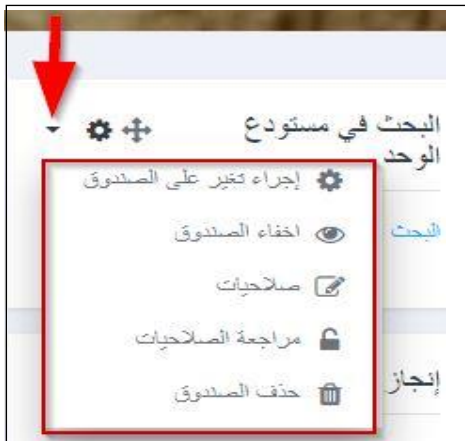 البحث في مستودع
الوحد
إجراء تغير على الصندوق
البحث
اخفاء الصندوق
صلاحيات
مراجعة الصلاحيات
إنجاز
حذف الصندوق